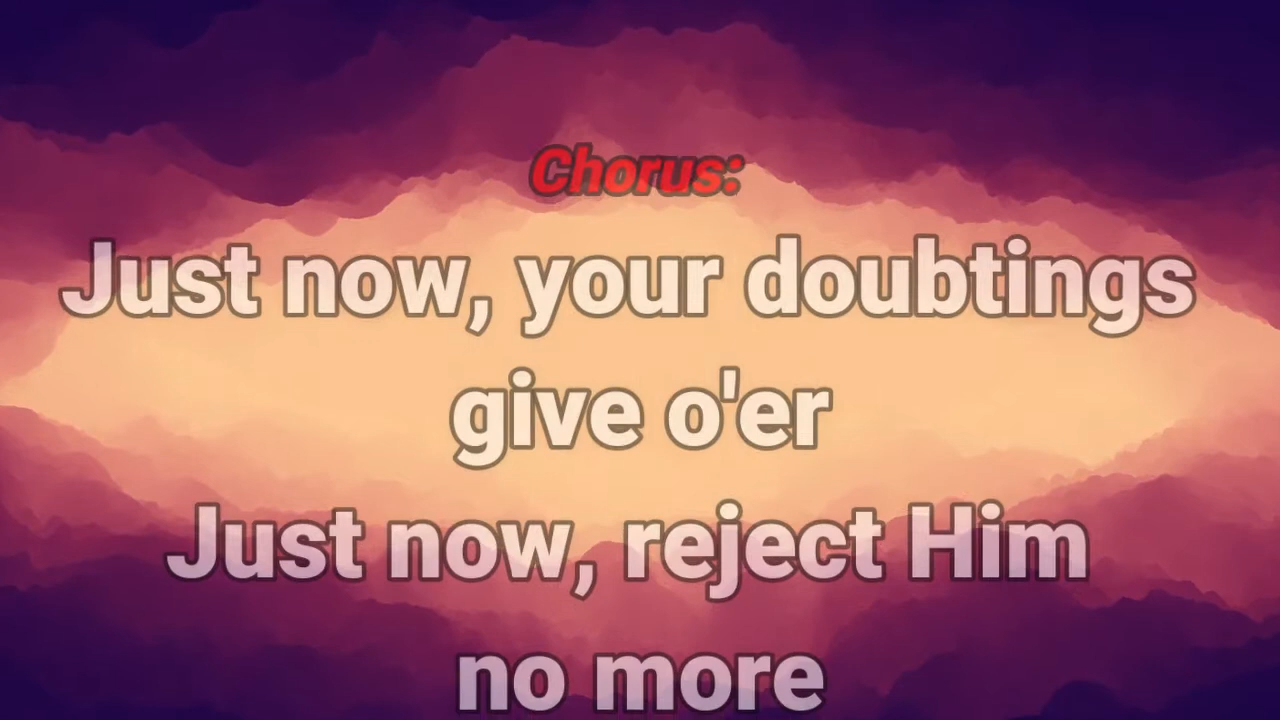 Chorus:
Just now, your doubtings
give o'er
Just now, reject Him
no more